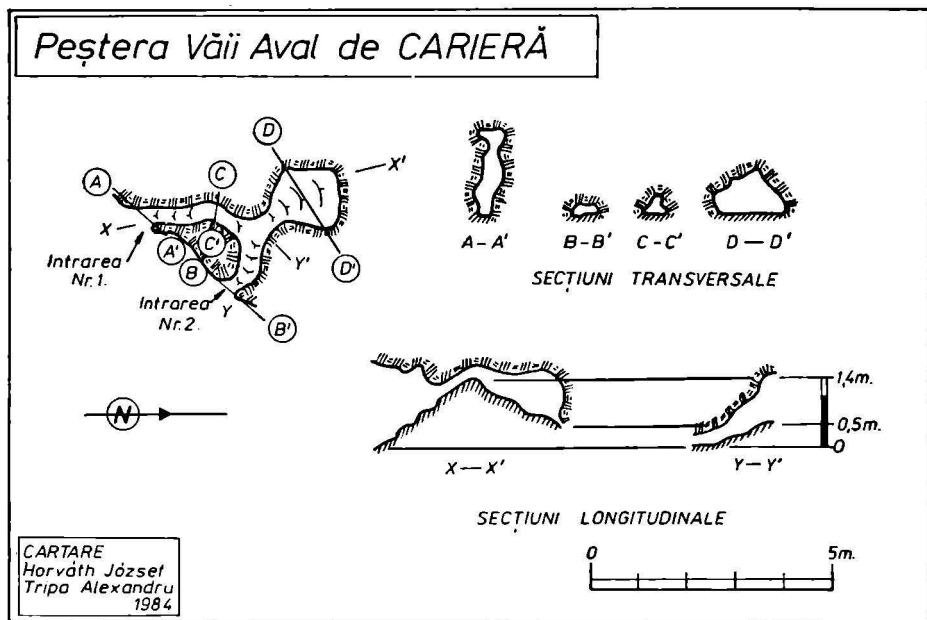 Peștera Văii Aval de CARIERĂ
D
X'
A
C
X
C'
A'
Y'
D'
Intrarea
Nr.1.
B
Intrarea
Nr.2.
Y
B'
A-A'
B-B'
C-C'
D—D'
SECȚIUNI TRANSVERSALE
N
1,4m.
0,5m.
0
X—X'
Y—Y'
SECȚIUNI LONGITUDINALE
0
5m.
CARTARE
Horváth József
Tripa Alexandru
1984